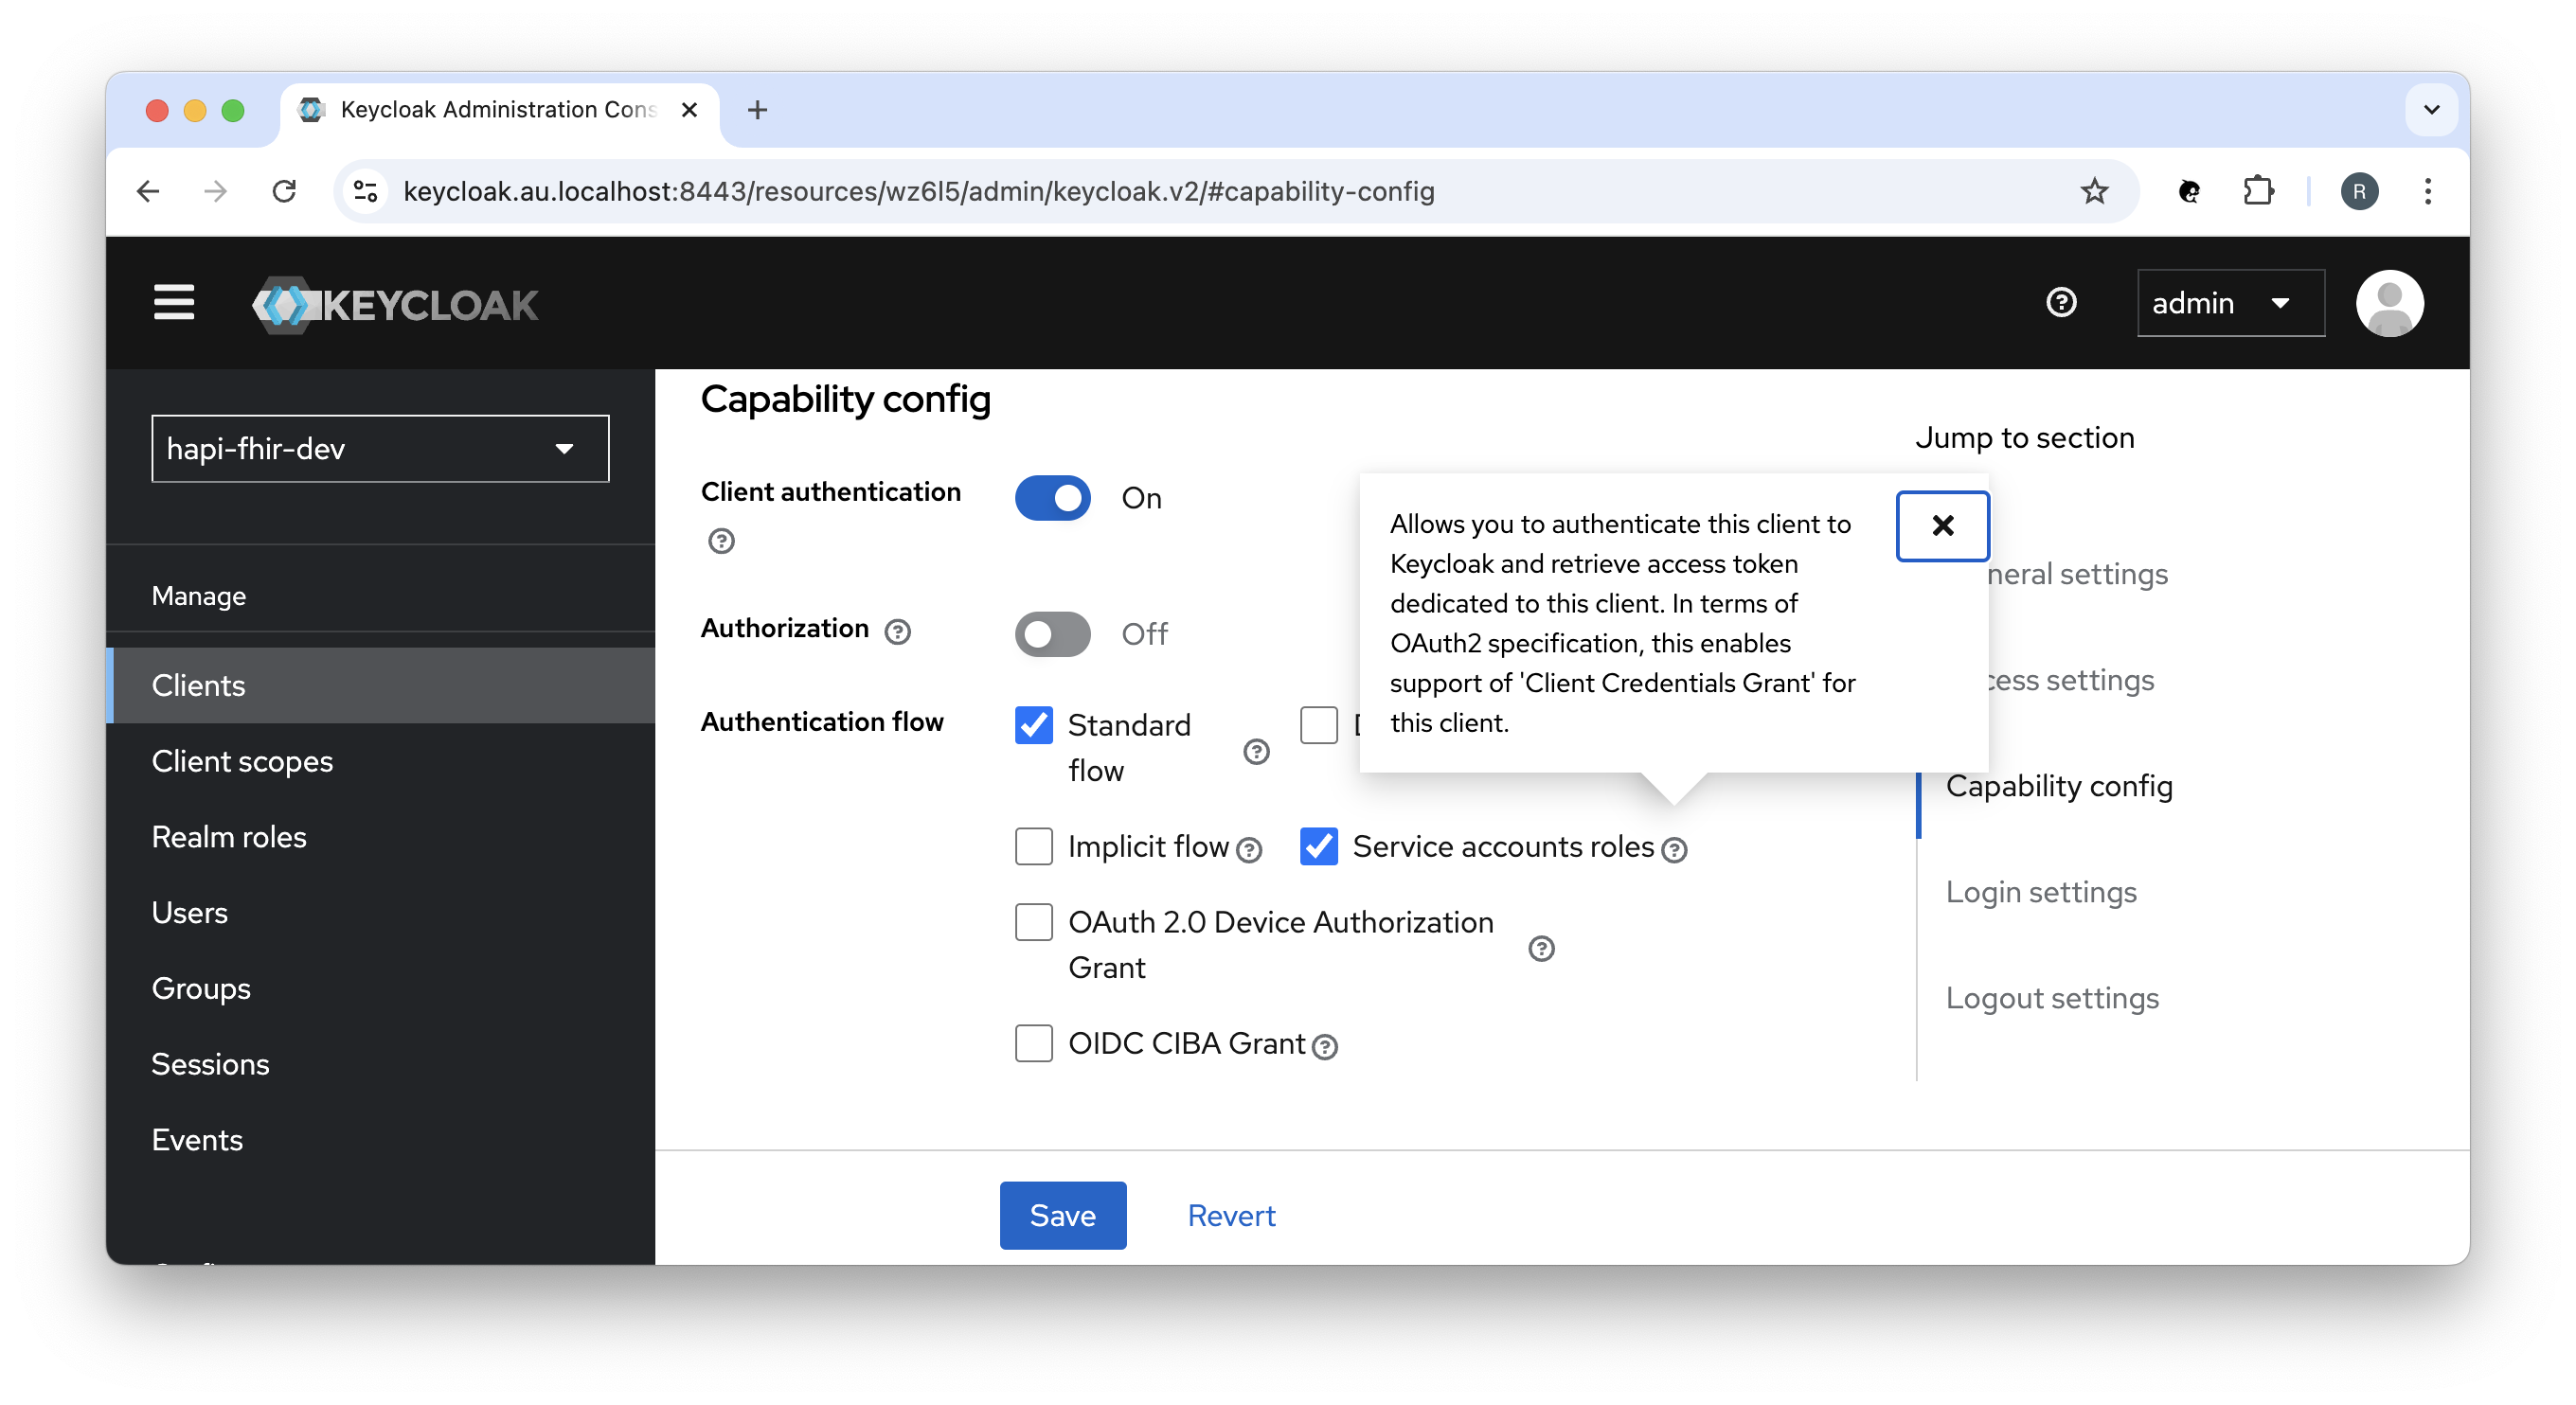 Keycloak Administration Cons
keycloak.au.localhost:8443/resources/wz6l5/admin/keycloak.v2/#capability-config
R
KEYCLOAK
admin
hapi-fhir-dev
Manage
Clients
Client scopes
Realm roles
Users
Groups
Sessions
Events
Capability config
Client authentication
On
Authorization
Off
Authentication flow
Standard
flow
Implicit flow
Service accounts roles
OAuth 2.0 Device Authorization
Grant
OIDC CIBA Grant
Allows you to authenticate this client to
Keycloak and retrieve access token
dedicated to this client. In terms of
OAuth2 specification, this enables
support of 'Client Credentials Grant' for
this client.
Jump to section
neral settings
cess settings
Capability config
Login settings
Logout settings
Save
Revert